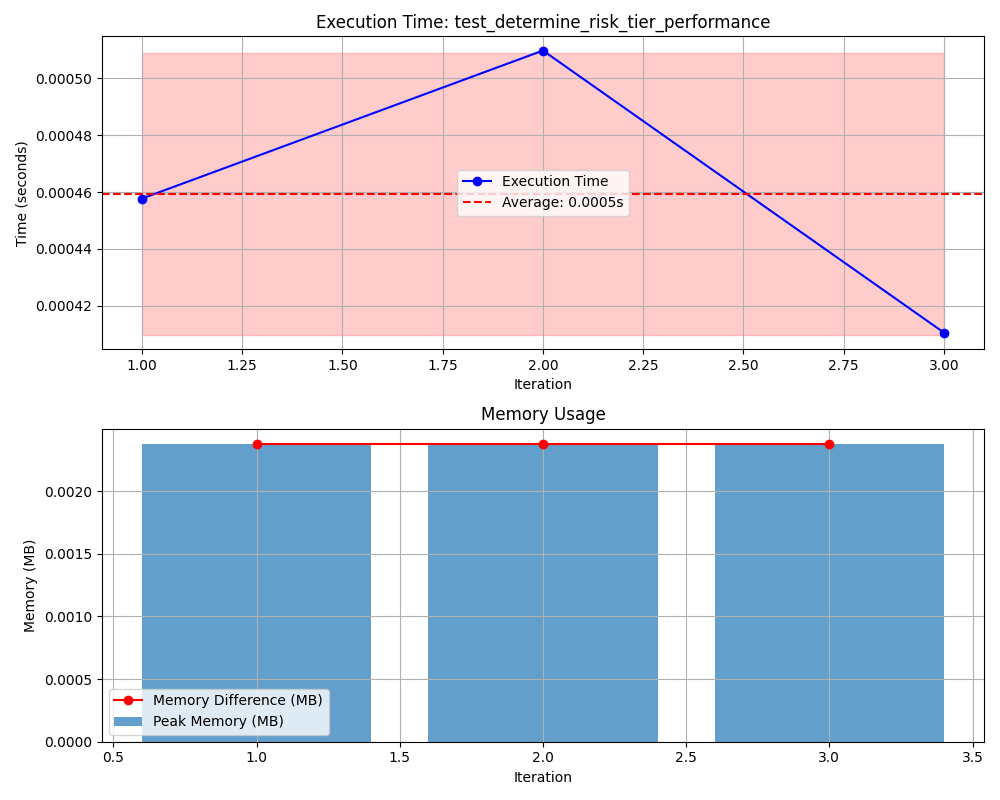 Execution Time: test_determine_risk_tier_performance
Time (seconds)
0.00050
0.00048
0.00046
0.00044
0.00042
Execution Time
Average: 0.0005s
1.00 1.25 1.50 1.75 2.00 2.25 2.50 2.75 3.00
Iteration
Memory Usage
Memory (MB)
0.0020
0.0015
0.0010
0.0005
0.0000
Memory Difference (MB)
Peak Memory (MB)
0.5 1.0 1.5 2.0 2.5 3.0 3.5
Iteration